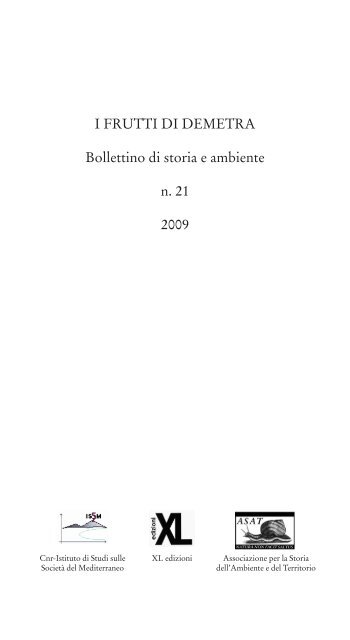 I FRUTTI DI DEMETRA
Bollettino di storia e ambiente
n. 21
2009
ISSM
edizioni XL
ASAT
Cnr-Istituto di Studi sulle
Società del Mediterraneo
XL edizioni
Associazione per la Storia
dell'Ambiente e del Territorio